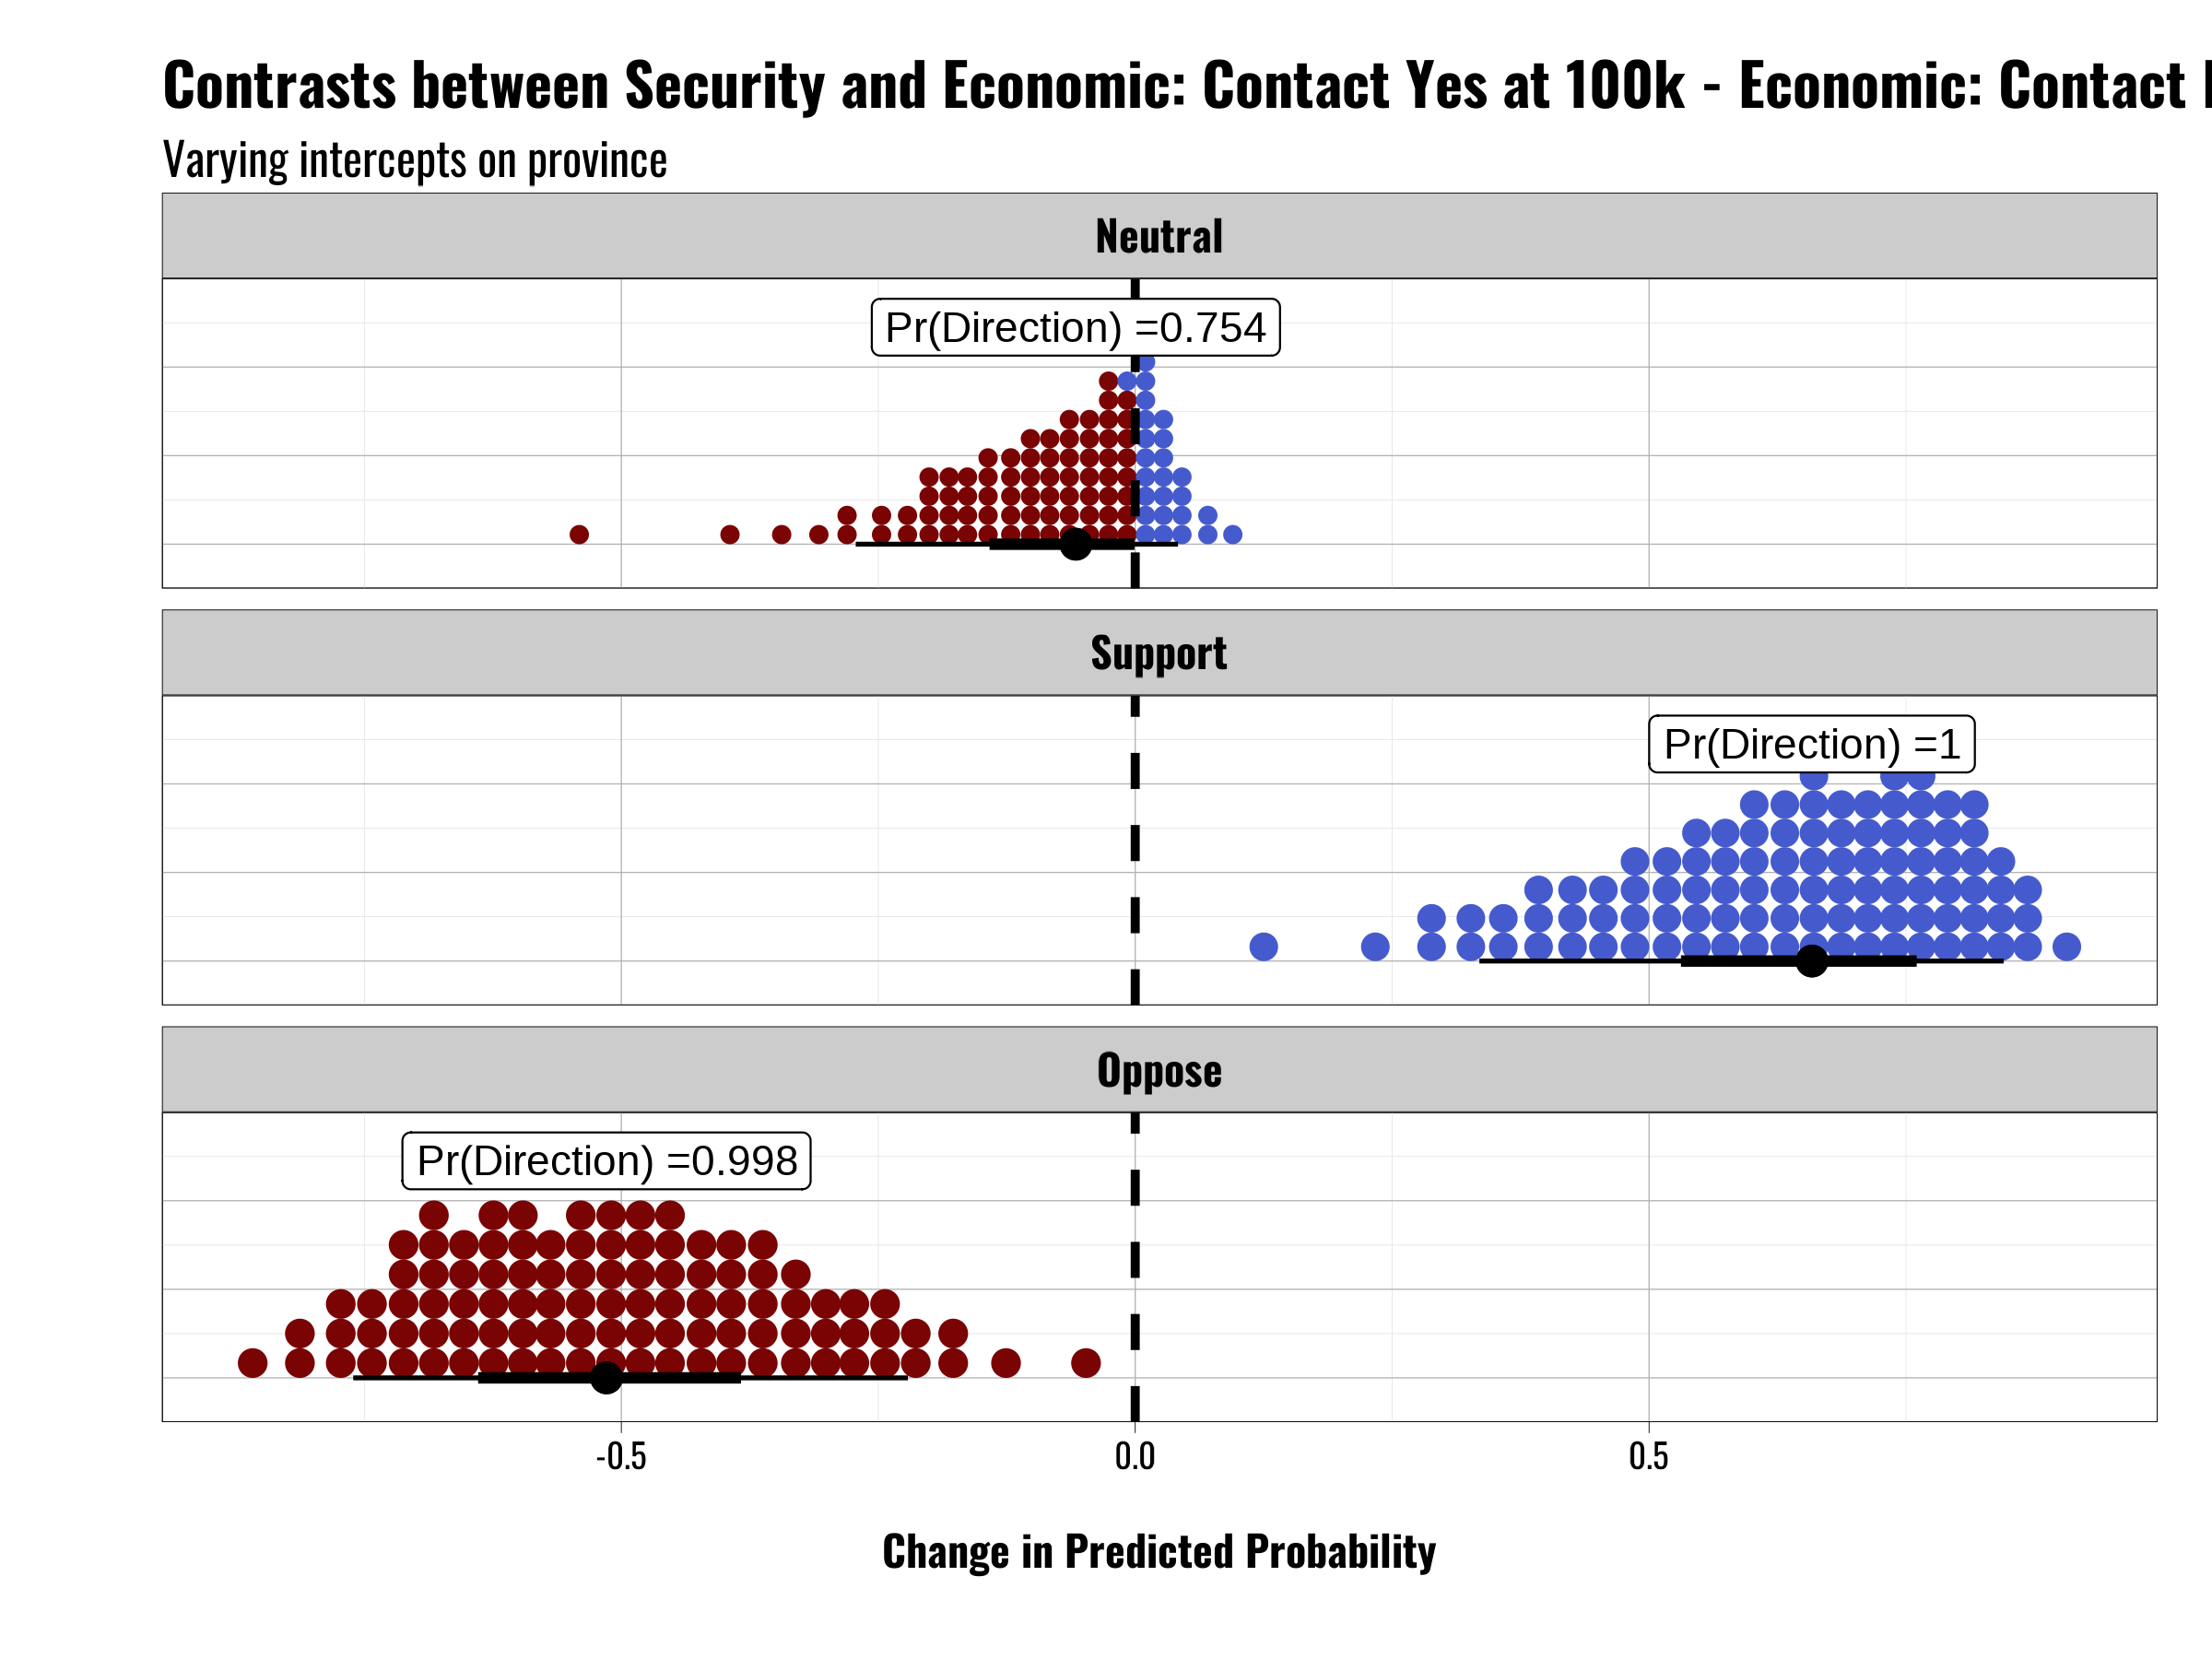 Contrasts between Security and Economic: Contact Yes at 100k - Economic: Contact
Varying intercepts on province
Neutral
Pr(Direction) =0.754
Support
Pr(Direction) =1
Oppose
Pr(Direction) =0.998
-0.5 0.0 0.5
Change in Predicted Probability